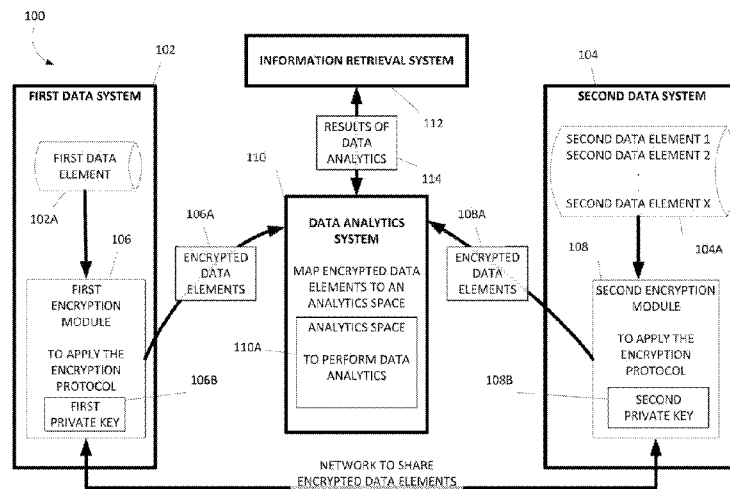 100
102
FIRST DATA SYSTEM
FIRST DATA
ELEMENT
102A
106
FIRST
ENCRYPTION
MODULE
TO APPLY THE
ENCRYPTION
PROTOCOL
106B
FIRST
PRIVATE KEY
106A
ENCRYPTED
DATA
ELEMENTS
INFORMATION RETRIEVAL SYSTEM
112
RESULTS OF
DATA
ANALYTICS
114
110
DATA ANALYTICS
SYSTEM
MAP ENCRYPTED DATA
ELEMENTS TO AN
ANALYTICS SPACE
ANALYTICS SPACE
110A
TO PERFORM DATA
ANALYTICS
108A
ENCRYPTED
DATA
ELEMENTS
104
SECOND DATA SYSTEM
SECOND DATA ELEMENT 1
SECOND DATA ELEMENT 2
.
.
SECOND DATA ELEMENT X
104A
108
SECOND ENCRYPTION
MODULE
TO APPLY THE
ENCRYPTION PROTOCOL
108B
SECOND
PRIVATE KEY
NETWORK TO SHARE
ENCRYPTED DATA ELEMENTS